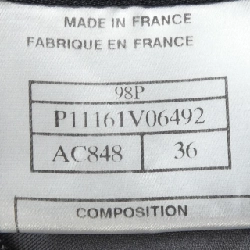 MADE IN FRANCE
FABRIQUE EN FRANCE
98P
P11161V06492
AC848 36
COMPOSITION